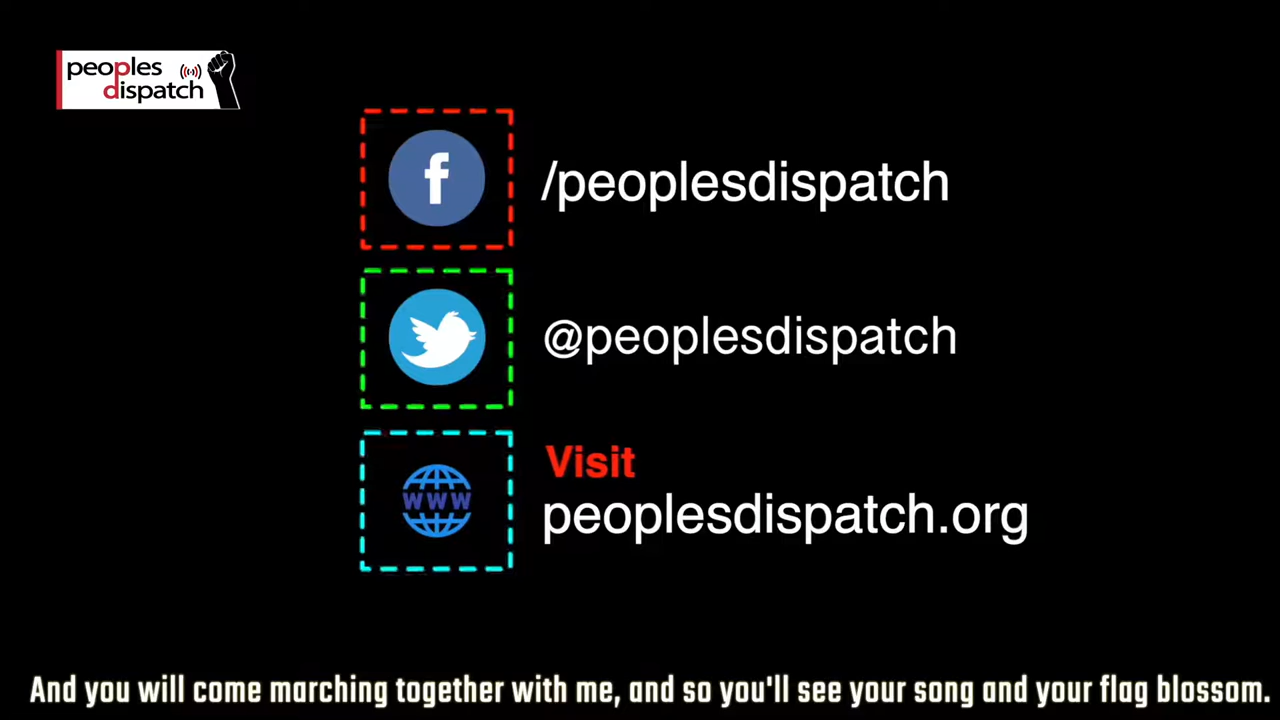 peoples
dispatch
f
/peoplesdispatch
@peoplesdispatch
www
Visit
peoplesdispatch.org
And you will come marching together with me, and so you'll see your song and your flag blossom.